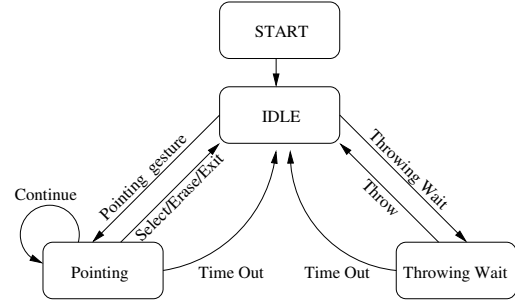 START
IDLE
Pointing gesture
Select/Erase/Exit
Throwing Wait
Throw
Continue
Pointing
Time Out
Time Out
Throwing Wait